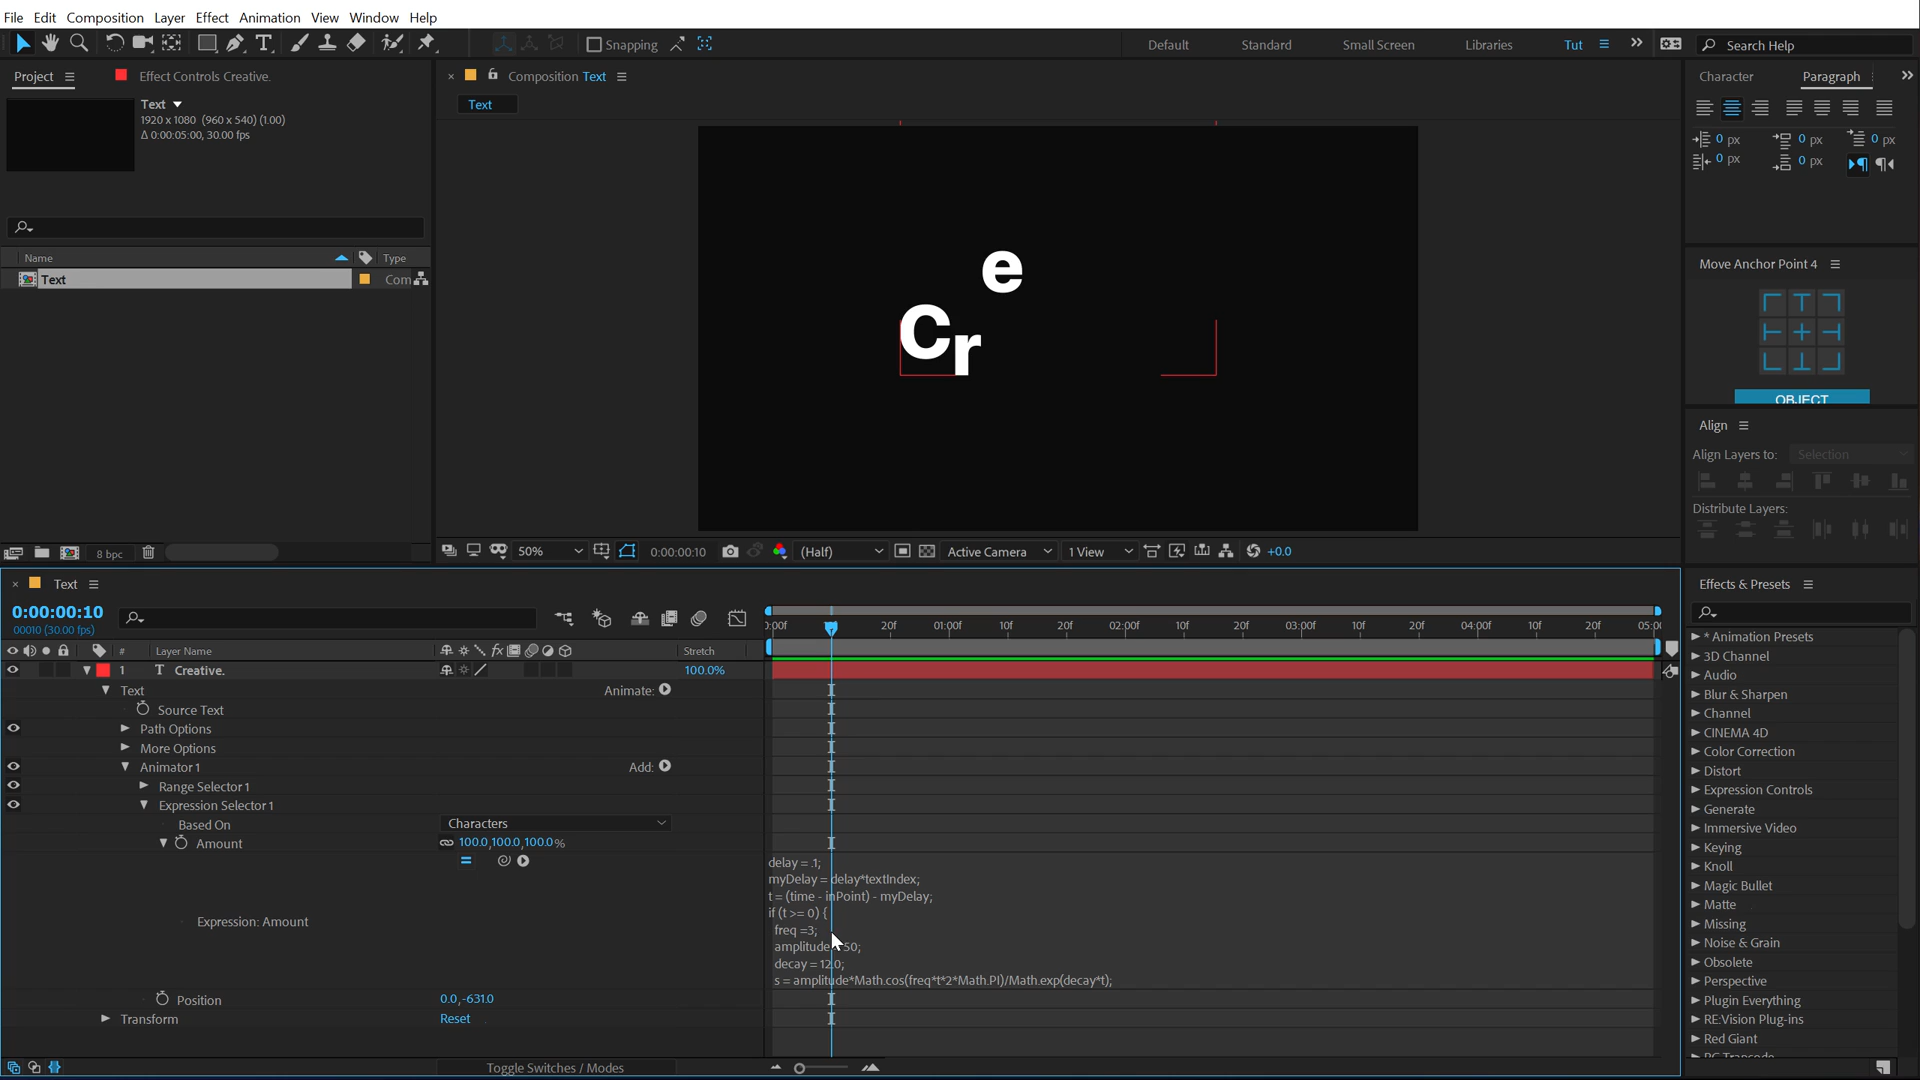 File Edit Composition Layer Effect Animation View Window Help
Snapping
Default Standard Small Screen Libraries Tut
Search Help
Project
Effect Controls Creative.
Text
1920 x 1080 (960 x 540) (1.00)
Δ 0:00:05:00, 30.00 fps
Name Type
Text Com
8 bpc
Composition Text
Text
Cr
e
50% 0:00:00:10 (Half) Active Camera 1 View +0.0
Character Paragraph
0 px 0 px 0 px
0 px 0 px
Move Anchor Point 4
OBJECT
Align
Align Layers to: Selection
Distribute Layers:
Text
0:00:00:10
00010 (30.00 fps)
# Layer Name Stretch
0:00f 20f 01:00f 10f 20f 02:00f 10f 20f 03:00f 10f 20f 04:00f 10f 20f
1 T Creative. 100.0%
Text Animate:
Source Text
Path Options
More Options
Animator 1 Add:
Range Selector 1
Expression Selector 1
Based On Characters
Amount 100.0,100.0,100.0%
Expression: Amount
delay = .1;
myDelay = delay*textIndex;
t = (time - inPoint) - myDelay;
if (t >= 0) {
freq =3;
amplitude 50;
decay = 12.0;
s = amplitude*Math.cos(freq*t*2*Math.PI)/Math.exp(decay*t);
Position 0.0,-631.0
Transform Reset
Toggle Switches / Modes
Effects & Presets
* Animation Presets
3D Channel
Audio
Blur & Sharpen
Channel
CINEMA 4D
Color Correction
Distort
Expression Controls
Generate
Immersive Video
Keying
Knoll
Magic Bullet
Matte
Missing
Noise & Grain
Obsolete
Perspective
Plugin Everything
RE:Vision Plug-ins
Red Giant